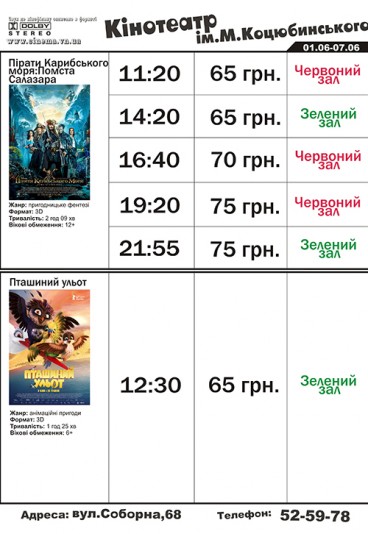 DOLBY
STEREO
www.cinema.vn.ua
Кінотеатр
ім.М.Коцюбинського
01.06-07.06
Пірати Карибського
моря:Помста
Салазара
Жанр: пригодницьке фентезі
Формат: 3D
Тривалість: 2 год 09 хв
Вікові обмеження: 12+
11:20 65 грн. Червоний зал
14:20 65 грн. Зелений зал
16:40 70 грн. Червоний зал
19:20 75 грн. Червоний зал
21:55 75 грн. Зелений зал
Пташиний ульот
ПТАШИНИЙ
УЛЬОТ
Жанр: анімаційні пригоди
Формат: 3D
Тривалість: 1 год 25 хв
Вікові обмеження: 6+
12:30 65 грн. Зелений зал
Адреса: вул.Соборна,68 Телефон: 52-59-78